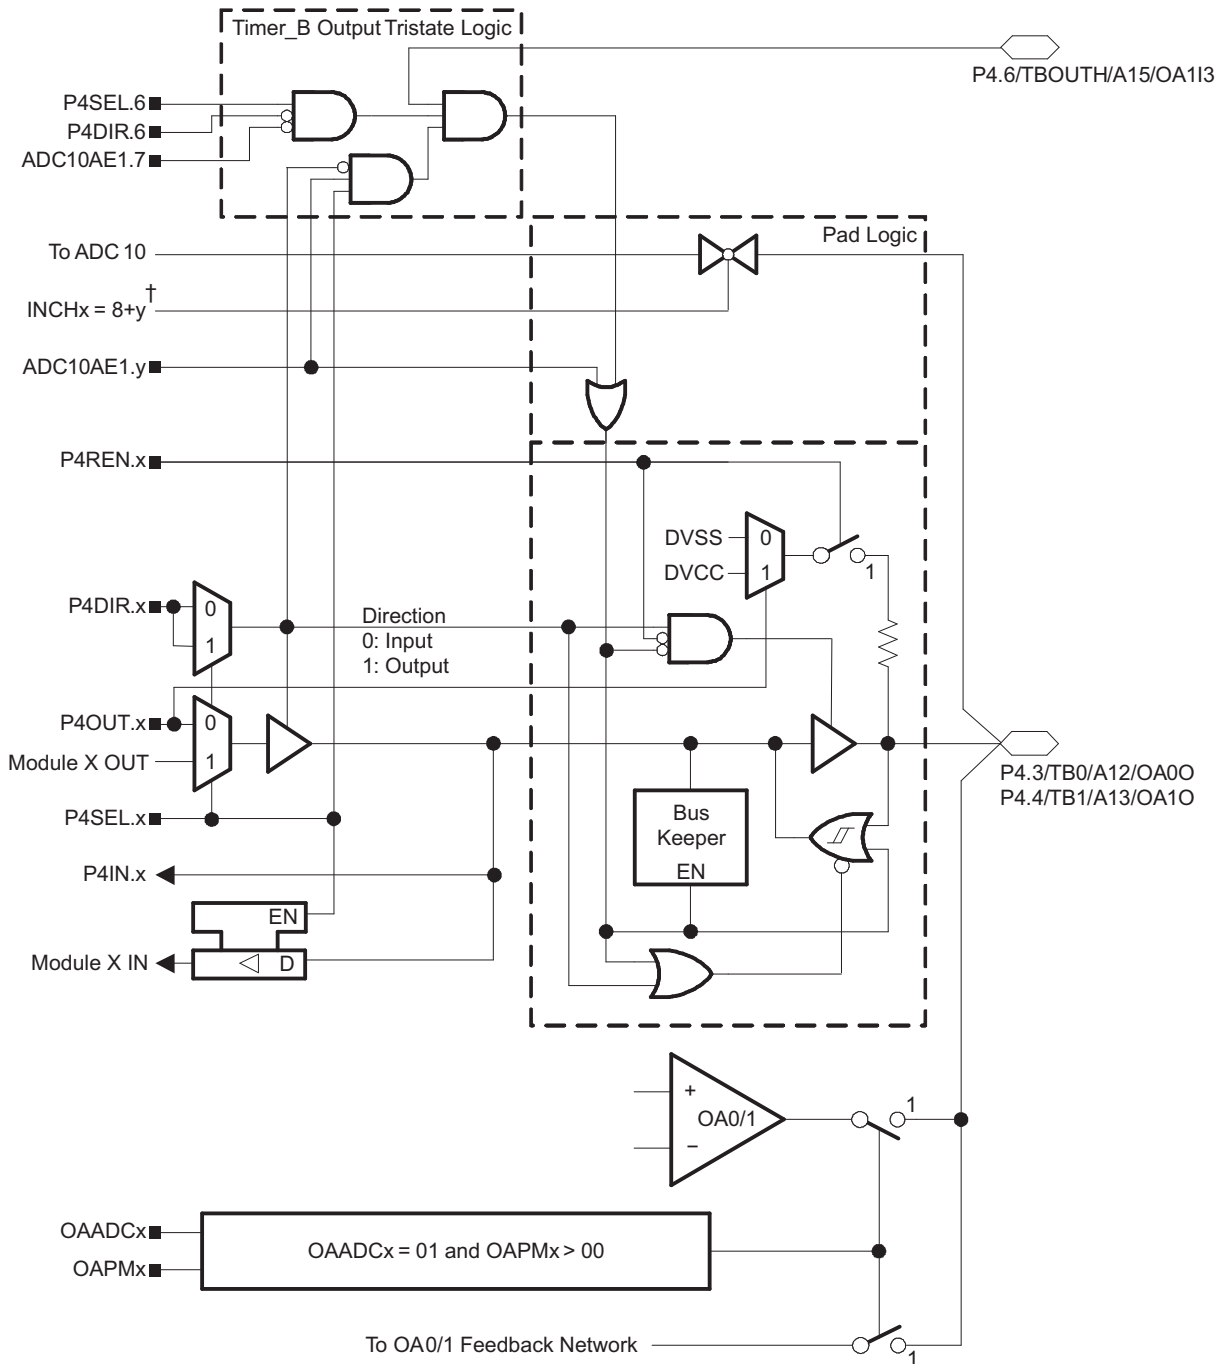 Timer_B Output Tristate Logic
P4.6/TBOUTH/A15/OA1I3
P4SEL.6
P4DIR.6
ADC10AE1.7
Pad Logic
To ADC 10
INCHx = 8+y†
ADC10AE1.y
P4REN.x
DVSS
0
DVCC
1
1
P4DIR.x
0
1
Direction
0: Input
1: Output
P4OUT.x
0
Module X OUT
1
P4.3/TB0/A12/OA0O
P4.4/TB1/A13/OA1O
P4SEL.x
Bus
Keeper
EN
P4IN.x
EN
Module X IN
D
+
OA0/1
−
1
OAADCx
OAPMx
OAADCx = 01 and OAPMx > 00
To OA0/1 Feedback Network
1